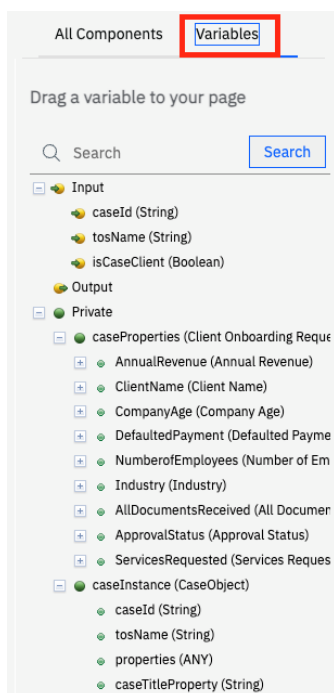 All Components Variables
Drag a variable to your page
Search Search
Input
caseId (String)
tosName (String)
isCaseClient (Boolean)
Output
Private
caseProperties (Client Onboarding Reque
AnnualRevenue (Annual Revenue)
ClientName (Client Name)
CompanyAge (Company Age)
DefaultedPayment (Defaulted Payme
NumberofEmployees (Number of Em
Industry (Industry)
AllDocumentsReceived (All Documen
ApprovalStatus (Approval Status)
ServicesRequested (Services Reques
caseInstance (CaseObject)
caseId (String)
tosName (String)
properties (ANY)
caseTitleProperty (String)